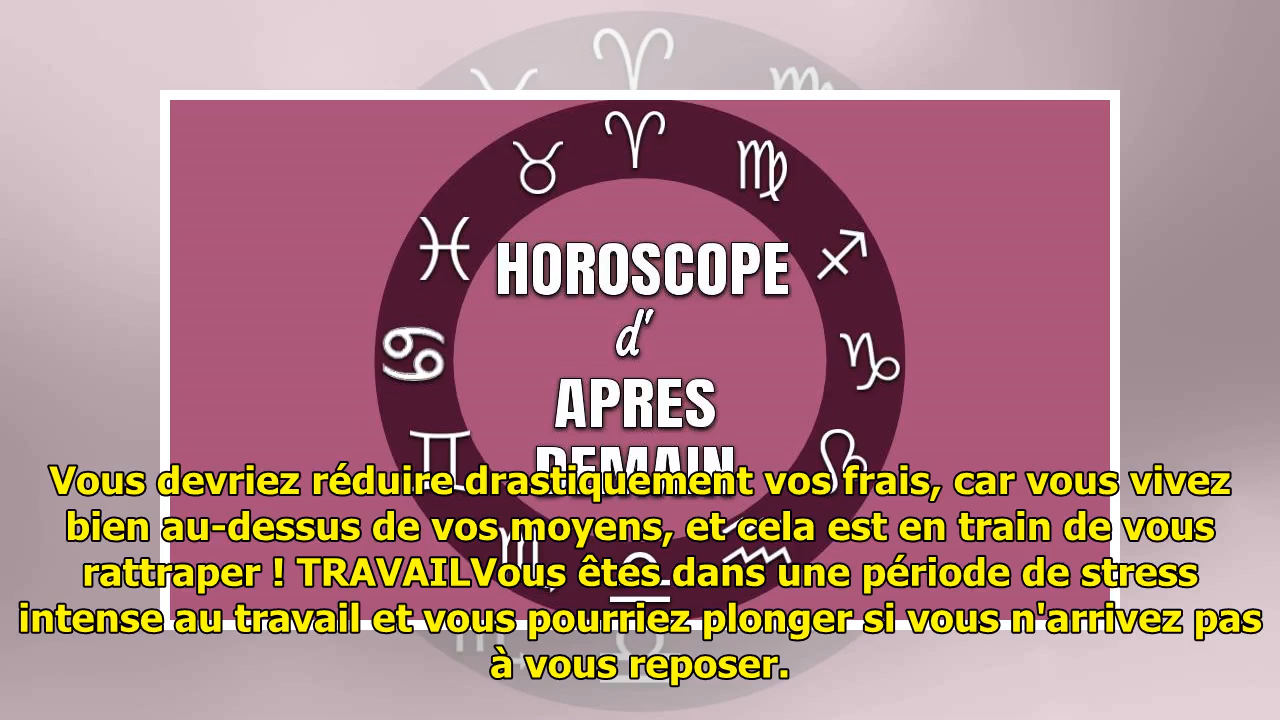 HOROSCOPE
d'
APRES
DEMAIN
Vous devriez réduire drastiquement vos frais, car vous vivez
bien au-dessus de vos moyens, et cela est en train de vous
rattraper ! TRAVAILVous êtes dans une période de stress
intense au travail et vous pourriez plonger si vous n'arrivez pas
à vous reposer.